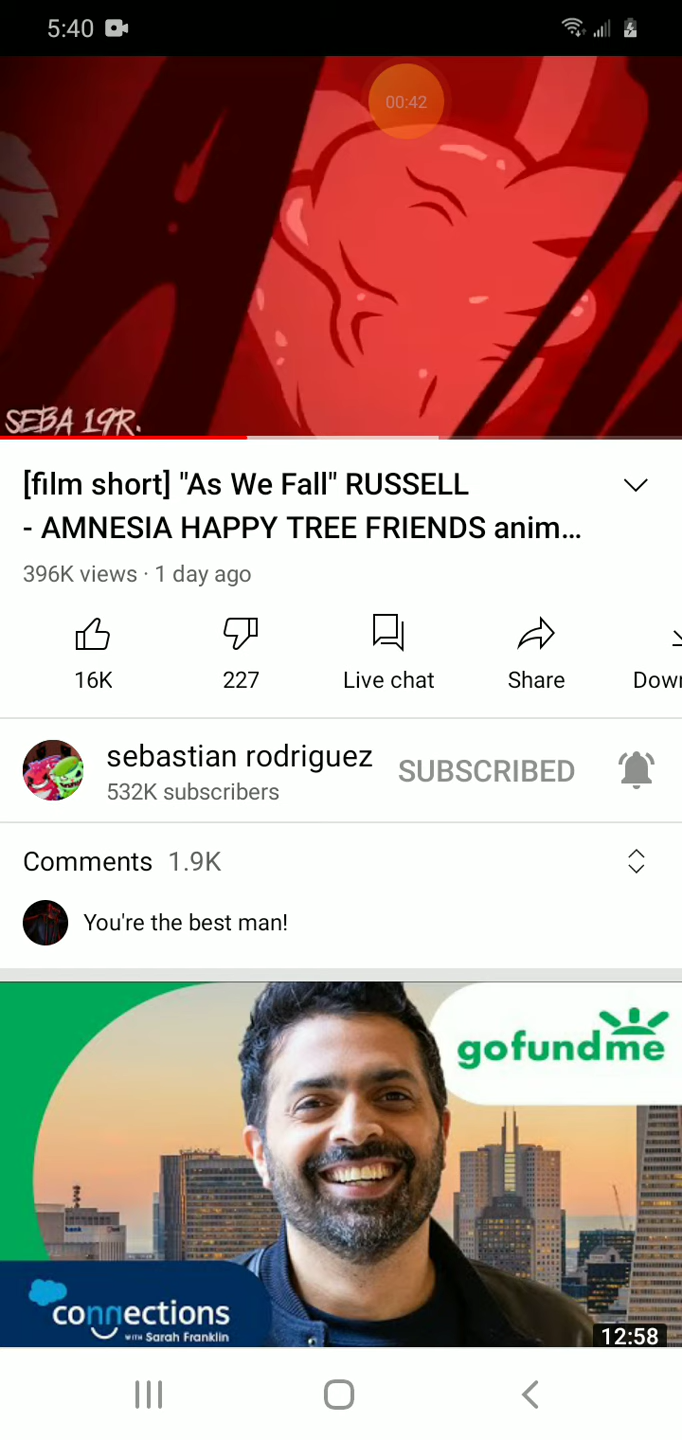 5:40
00:42
SEBA 19R.
[film short] "As We Fall" RUSSELL
- AMNESIA HAPPY TREE FRIENDS anim...
396K views · 1 day ago
16K
227
Live chat
Share
Down
sebastian rodriguez
532K subscribers
SUBSCRIBED
Comments 1.9K
You're the best man!
gofundme
connections
WITH Sarah Franklin
12:58